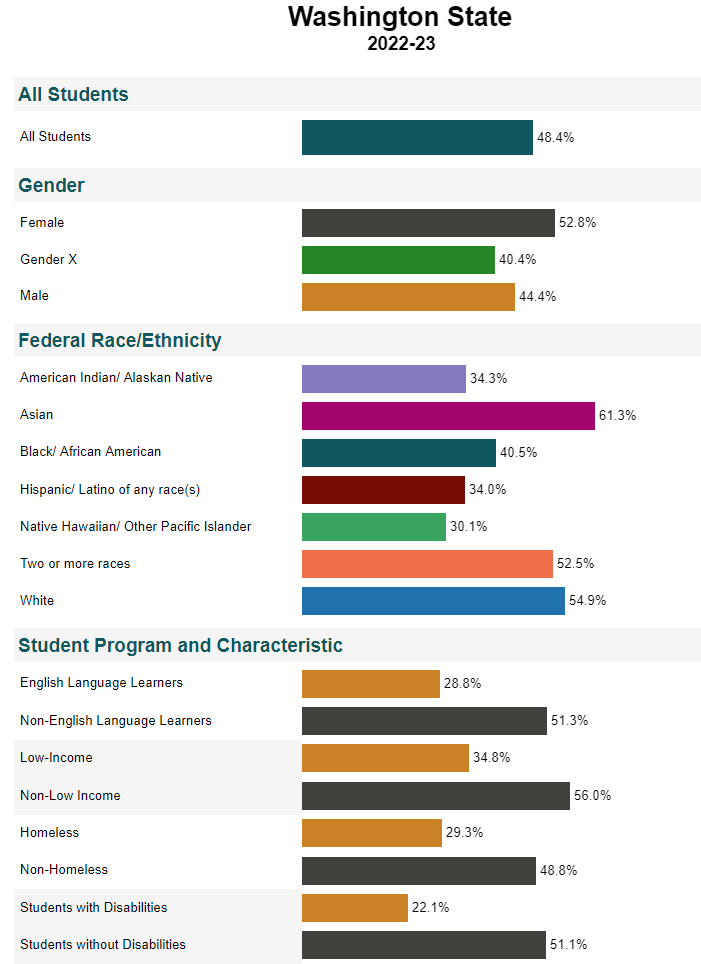 Washington State
2022-23
All Students
All Students 48.4%
Gender
Female 52.8%
Gender X 40.4%
Male 44.4%
Federal Race/Ethnicity
American Indian/ Alaskan Native 34.3%
Asian 61.3%
Black/ African American 40.5%
Hispanic/ Latino of any race(s) 34.0%
Native Hawaiian/ Other Pacific Islander 30.1%
Two or more races 52.5%
White 54.9%
Student Program and Characteristic
English Language Learners 28.8%
Non-English Language Learners 51.3%
Low-Income 34.8%
Non-Low Income 56.0%
Homeless 29.3%
Non-Homeless 48.8%
Students with Disabilities 22.1%
Students without Disabilities 51.1%